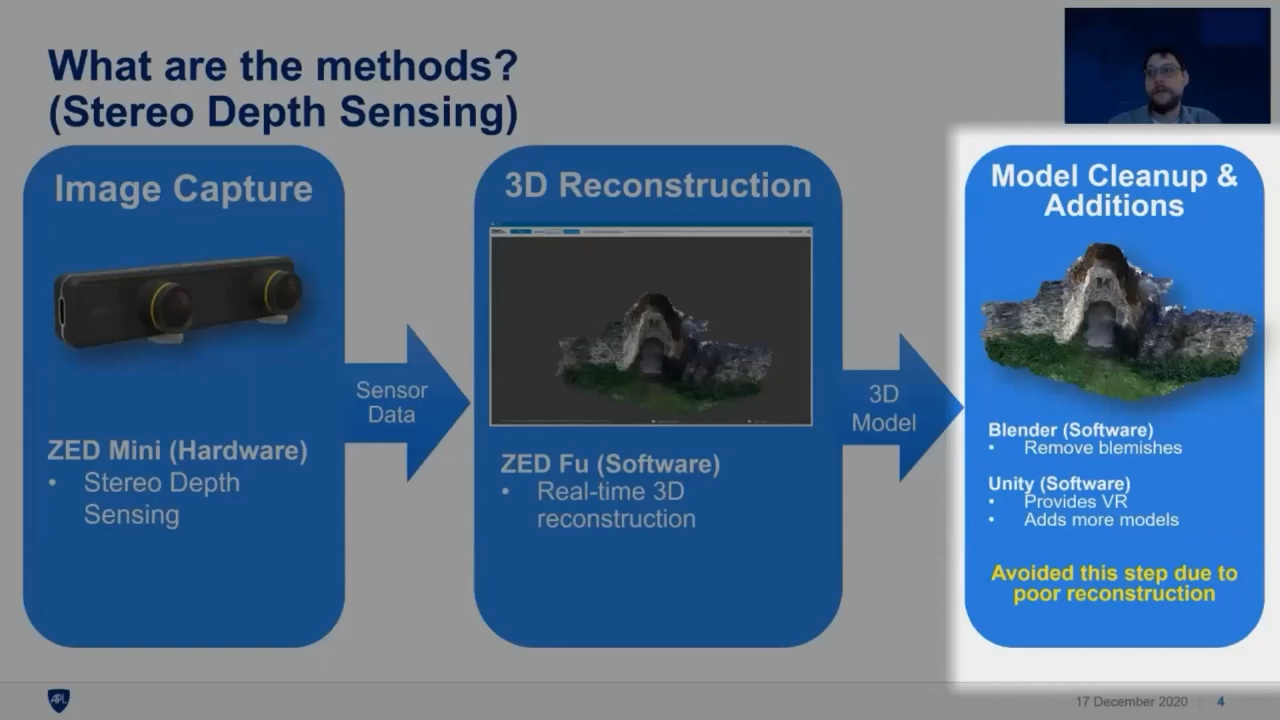 What are the methods?
(Stereo Depth Sensing)
Image Capture
ZED Mini (Hardware)
• Stereo Depth
Sensing
Sensor
Data
3D Reconstruction
ZED Fu (Software)
• Real-time 3D
reconstruction
3D
Model
Model Cleanup &
Additions
Blender (Software)
• Remove blemishes
Unity (Software)
• Provides VR
• Adds more models
Avoided this step due to
poor reconstruction
APL
17 December 2020
4